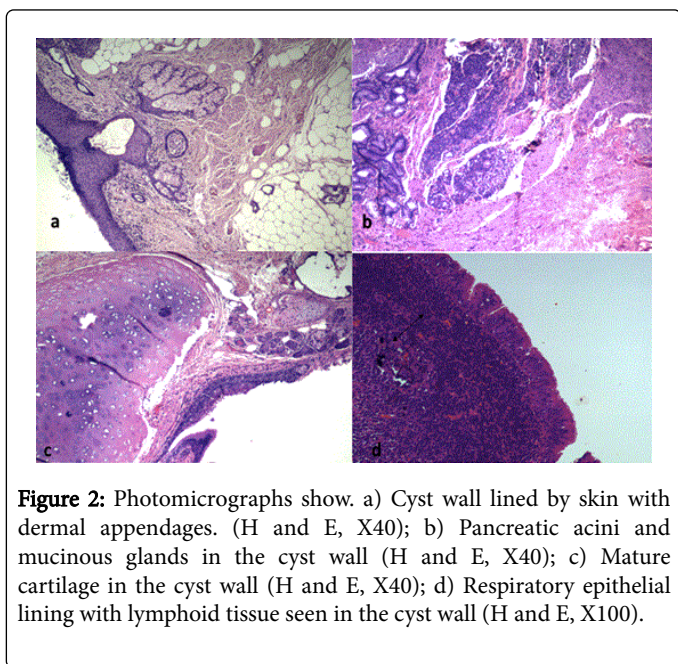 a
b
c
d
Figure 2: Photomicrographs show. a) Cyst wall lined by skin with
dermal appendages. (H and E, X40); b) Pancreatic acini and
mucinous glands in the cyst wall (H and E, X40); c) Mature
cartilage in the cyst wall (H and E, X40); d) Respiratory epithelial
lining with lymphoid tissue seen in the cyst wall (H and E, X100).